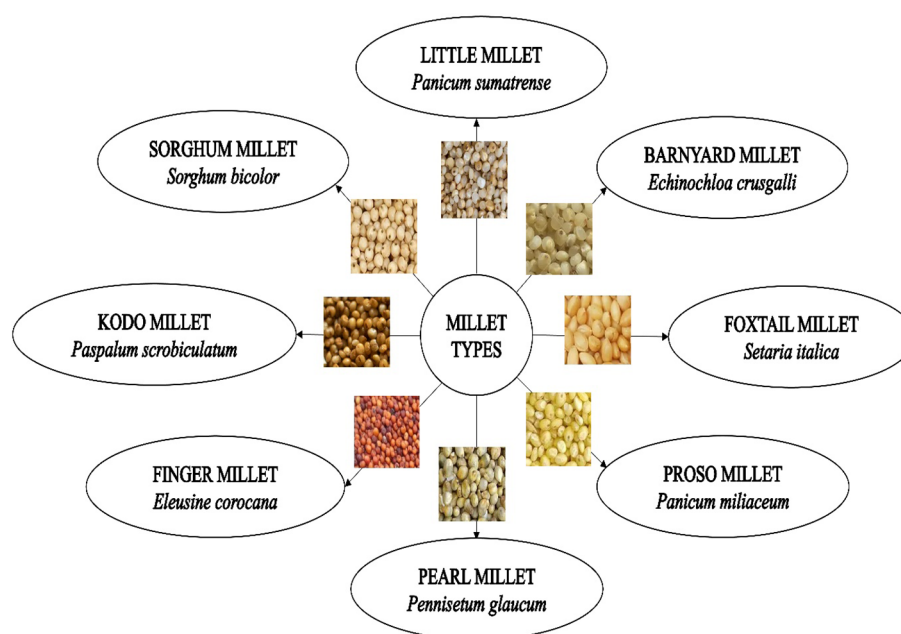 LITTLE MILLET
Panicum sumatrense
SORGHUM MILLET
Sorghum bicolor
BARNYARD MILLET
Echinochloa crusgalli
KODO MILLET
Paspalum scrobiculatum
MILLET
TYPES
FOXTAIL MILLET
Setaria italica
FINGER MILLET
Eleusine corocana
PROSO MILLET
Panicum miliaceum
PEARL MILLET
Pennisetum glaucum